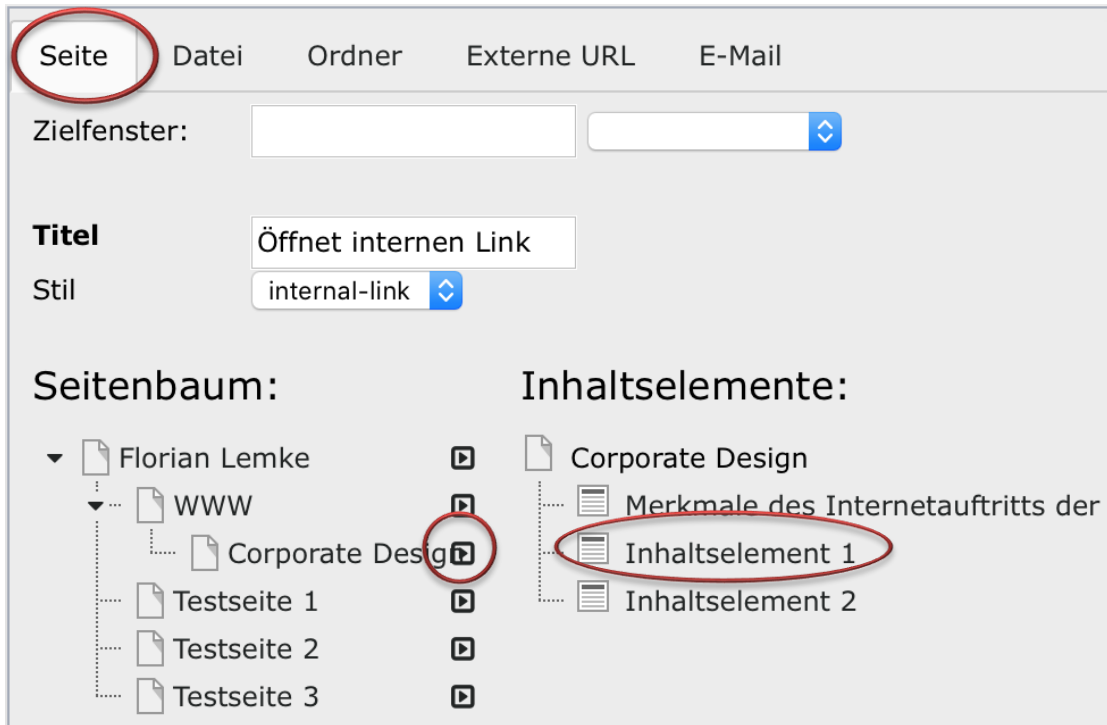 Seite Datei Ordner Externe URL E-Mail
Zielfenster:
Titel Öffnet internen Link
Stil internal-link
Seitenbaum:
Florian Lemke
WWW
Corporate Design
Testseite 1
Testseite 2
Testseite 3
Inhaltselemente:
Corporate Design
Merkmale des Internetauftritts der
Inhaltselement 1
Inhaltselement 2